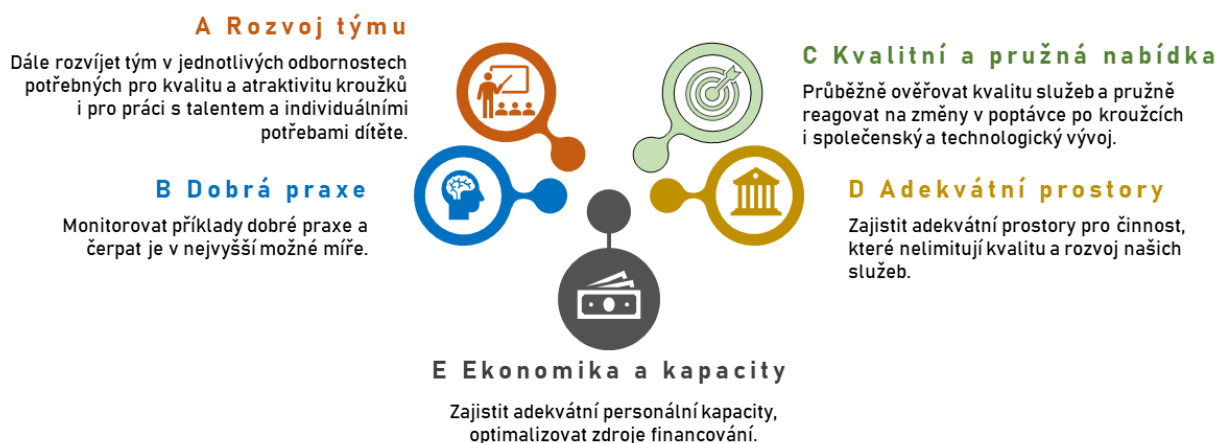 A Rozvoj týmu
Dále rozvíjet tým v jednotlivých odbornostech
potřebných pro kvalitu a atraktivitu kroužků
i pro práci s talentem a individuálními
potřebami dítěte.
B Dobrá praxe
Monitorovat příklady dobré praxe a
čerpat je v nejvyšší možné míře.
C Kvalitní a pružná nabídka
Průběžně ověřovat kvalitu služeb a pružně
reagovat na změny v poptávce po kroužcích
i společenský a technologický vývoj.
D Adekvátní prostory
Zajistit adekvátní prostory pro činnost,
které nelimitují kvalitu a rozvoj našich
služeb.
E Ekonomika a kapacity
Zajistit adekvátní personální kapacity,
optimalizovat zdroje financování.